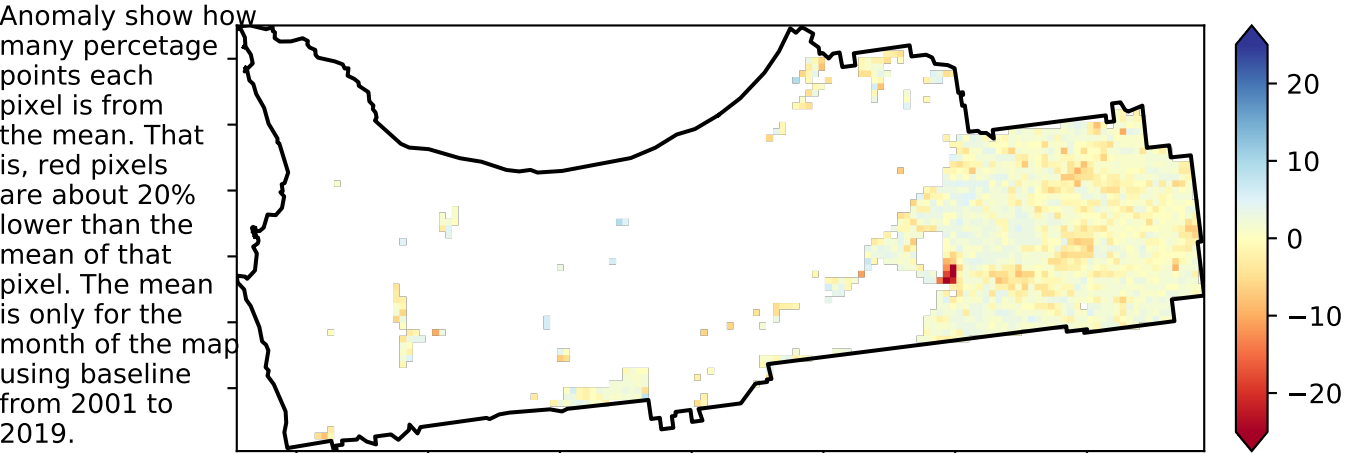 Anomaly show how
many percetage
points each
pixel is from
the mean. That
is, red pixels
are about 20%
lower than the
mean of that
pixel. The mean
is only for the
month of the map
using baseline
from 2001 to
2019.
20
10
0
−10
−20